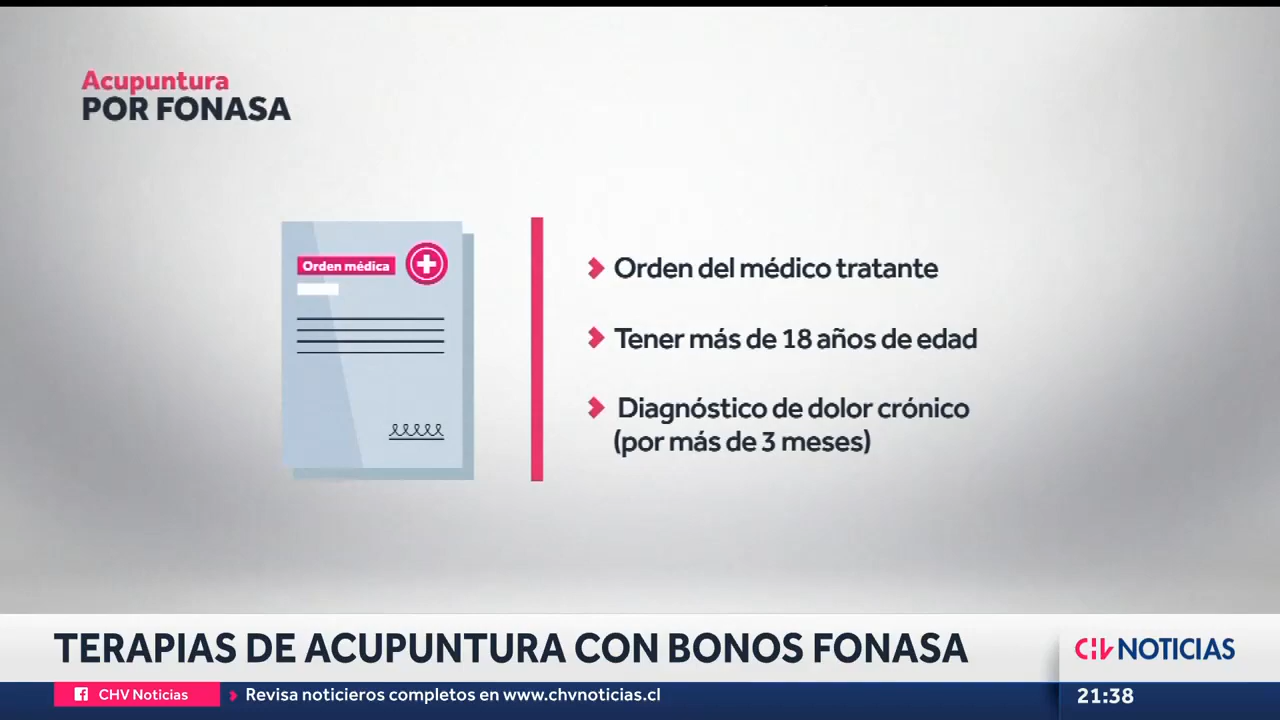 Acupuntura
POR FONASA
Orden médica
Orden del médico tratante
Tener más de 18 años de edad
Diagnóstico de dolor crónico
(por más de 3 meses)
TERAPIAS DE ACUPUNTURA CON BONOS FONASA
CHV NOTICIAS
CHV Noticias
Revisa noticieros completos en www.chvnoticias.cl
21:38